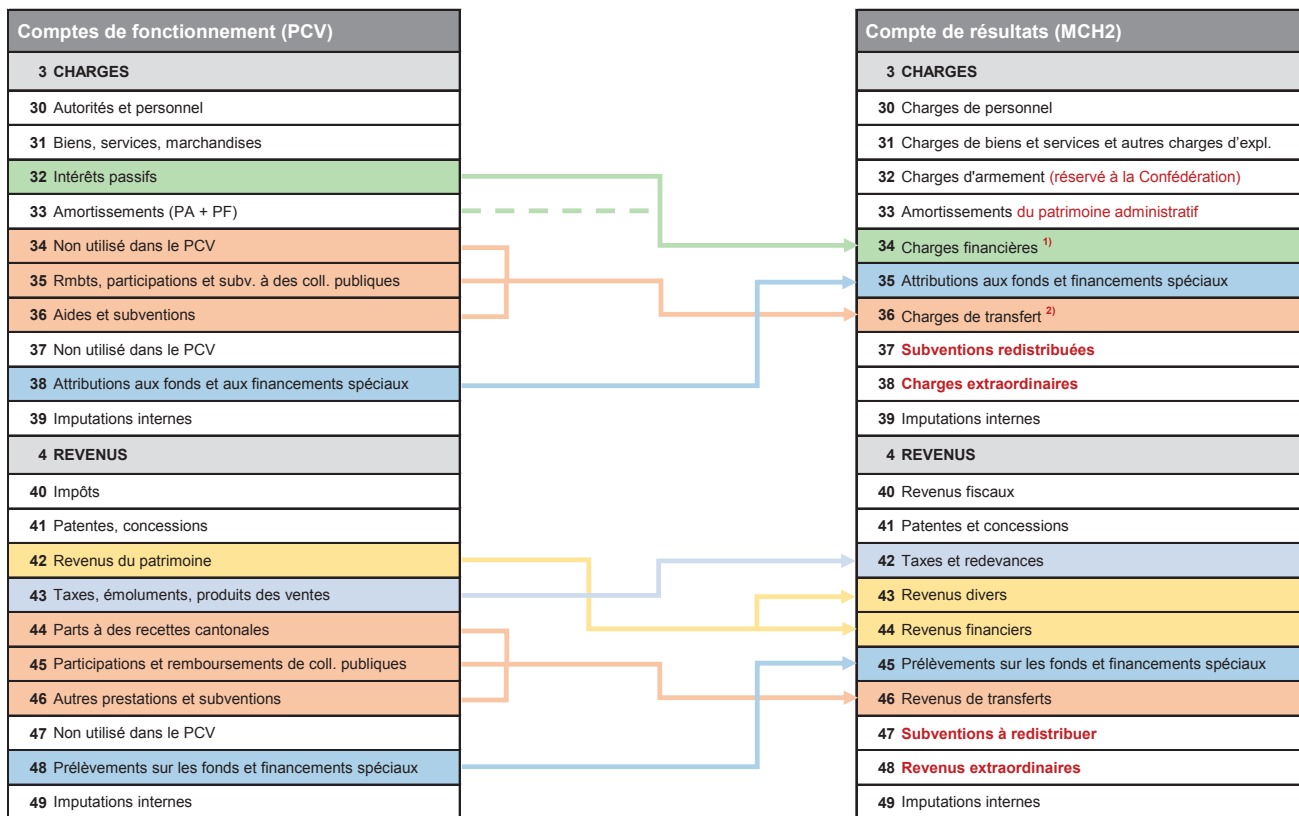 Comptes de fonctionnement (PCV)
3 CHARGES
30 Autorités et personnel
31 Biens, services, marchandises
32 Intérêts passifs
33 Amortissements (PA + PF)
34 Non utilisé dans le PCV
35 Rmbts, participations et subv. à des coll. publiques
36 Aides et subventions
37 Non utilisé dans le PCV
38 Attributions aux fonds et aux financements spéciaux
39 Imputations internes
4 REVENUS
40 Impôts
41 Patentes, concessions
42 Revenus du patrimoine
43 Taxes, émoluments, produits des ventes
44 Parts à des recettes cantonales
45 Participations et remboursements de coll. publiques
46 Autres prestations et subventions
47 Non utilisé dans le PCV
48 Prélèvements sur les fonds et financements spéciaux
49 Imputations internes
Compte de résultats (MCH2)
3 CHARGES
30 Charges de personnel
31 Charges de biens et services et autres charges d'expl.
32 Charges d'armement (réservé à la Confédération)
33 Amortissements du patrimoine administratif
34 Charges financières 1)
35 Attributions aux fonds et financements spéciaux
36 Charges de transfert 2)
37 Subventions redistribuées
38 Charges extraordinaires
39 Imputations internes
4 REVENUS
40 Revenus fiscaux
41 Patentes et concessions
42 Taxes et redevances
43 Revenus divers
44 Revenus financiers
45 Prélèvements sur les fonds et financements spéciaux
46 Revenus de transferts
47 Subventions à redistribuer
48 Revenus extraordinaires
49 Imputations internes